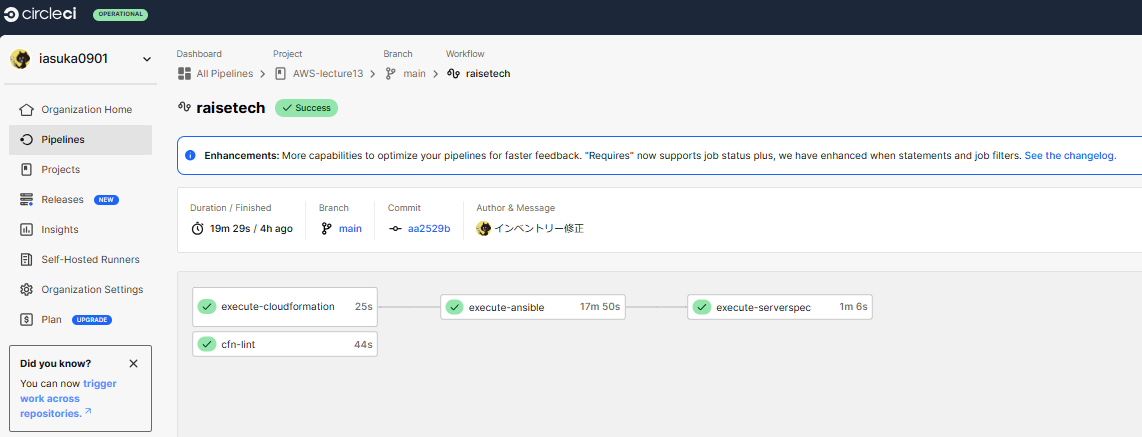 circleci OPERATIONAL
iasuka0901
Organization Home
Pipelines
Projects
Releases NEW
Insights
Self-Hosted Runners
Organization Settings
Plan UPGRADE
Did you know?
You can now trigger
work across
repositories.
Dashboard Project Branch Workflow
All Pipelines AWS-lecture13 main raisetech
raisetech Success
Enhancements: More capabilities to optimize your pipelines for faster feedback. "Requires" now supports job status plus, we have enhanced when statements and job filters. See the changelog.
Duration / Finished Branch Commit Author & Message
19m 29s / 4h ago main aa2529b インベントリー修正
execute-cloudformation 25s execute-ansible 17m 50s execute-serverspec 1m 6s
cfn-lint 44s